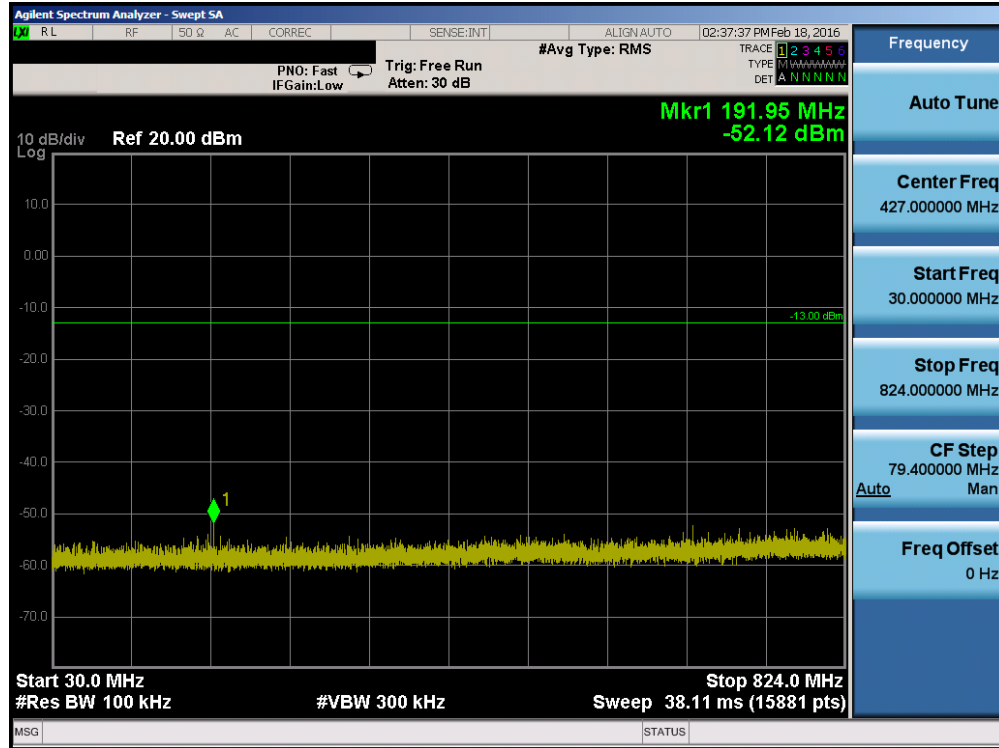 Agilent Spectrum Analyzer - Swept SA
LXI RL RF 50 Ω AC CORREC SENSE:INT ALIGN AUTO 02:37:37 PM Feb 18, 2016
#Avg Type: RMS
TRACE 1 2 3 4 5 6
TYPE M WWWWW
DET A N N N N N
PNO: Fast
IFGain:Low
Trig: Free Run
Atten: 30 dB
Mkr1 191.95 MHz
-52.12 dBm
10 dB/div Ref 20.00 dBm
Log
10.0
0.00
-10.0
-13.00 dBm
-20.0
-30.0
-40.0
1
-50.0
-60.0
-70.0
Start 30.0 MHz Stop 824.0 MHz
#Res BW 100 kHz #VBW 300 kHz Sweep 38.11 ms (15881 pts)
MSG STATUS
Frequency
Auto Tune
Center Freq
427.000000 MHz
Start Freq
30.000000 MHz
Stop Freq
824.000000 MHz
CF Step
79.400000 MHz
Auto Man
Freq Offset
0 Hz